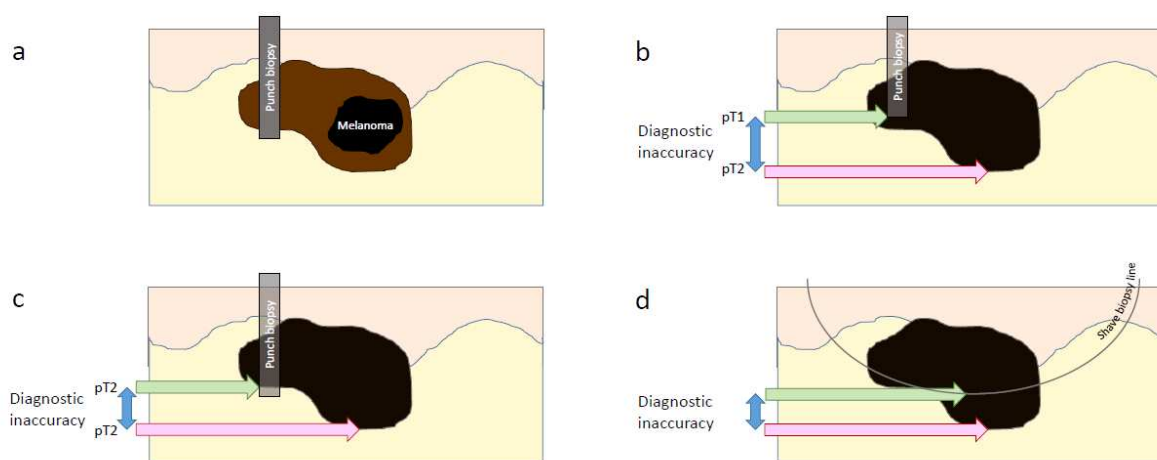 a
Punch biopsy
Melanoma
b
Punch biopsy
pT1
Diagnostic
inaccuracy
pT2
c
Punch biopsy
pT2
Diagnostic
inaccuracy
pT2
d
Shave biopsy line
Diagnostic
inaccuracy